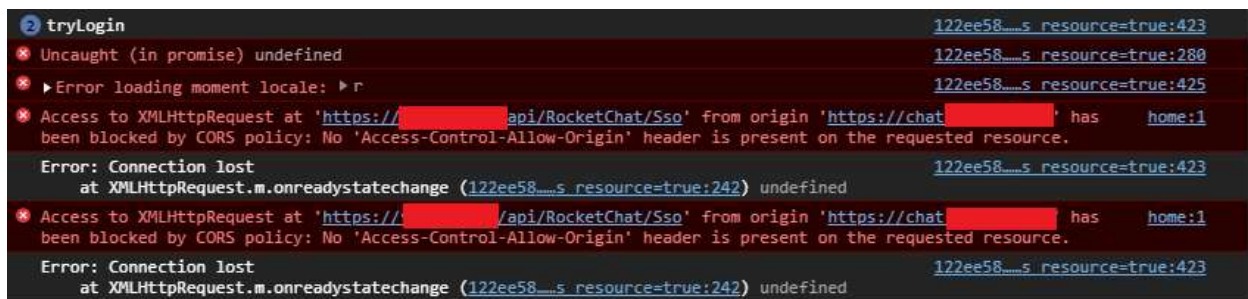 2 tryLogin 122ee58……s resource=true:423
Uncaught (in promise) undefined 122ee58……s resource=true:280
Error loading moment locale: r 122ee58……s resource=true:425
Access to XMLHttpRequest at 'https:// api/RocketChat/Sso' from origin 'https://chat ' has home:1
been blocked by CORS policy: No 'Access-Control-Allow-Origin' header is present on the requested resource.
Error: Connection lost 122ee58……s resource=true:423
at XMLHttpRequest.m.onreadystatechange (122ee58……s resource=true:242) undefined
Access to XMLHttpRequest at 'https:// /api/RocketChat/Sso' from origin 'https://chat ' has home:1
been blocked by CORS policy: No 'Access-Control-Allow-Origin' header is present on the requested resource.
Error: Connection lost 122ee58……s resource=true:423
at XMLHttpRequest.m.onreadystatechange (122ee58……s resource=true:242) undefined